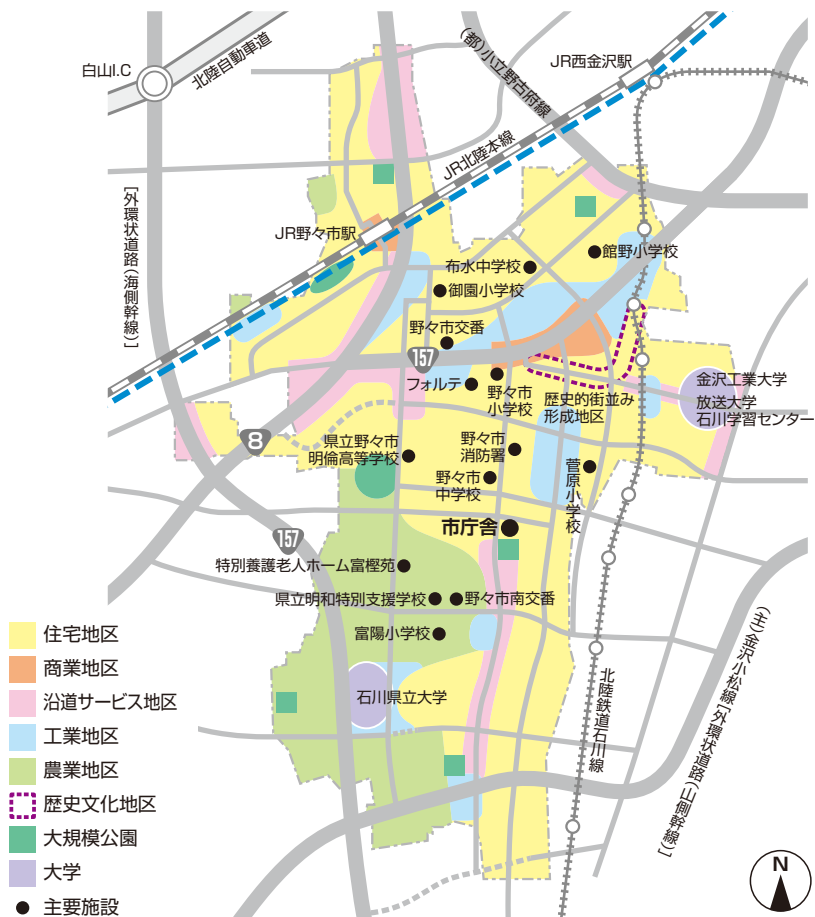 白山I.C
北陸自動車道
(都)小立野古府線
JR西金沢駅
JR北陸本線
[外環状道路(海側幹線)]
JR野々市駅
布水中学校
館野小学校
御園小学校
野々市交番
157
フォルテ
野々市
小学校
歴史的街並み
形成地区
金沢工業大学
放送大学
石川学習センター
8
県立野々市
明倫高等学校
野々市
消防署
野々市
中学校
菅原小学校
市庁舎
157
特別養護老人ホーム富樫苑
県立明和特別支援学校
野々市南交番
富陽小学校
石川県立大学
北陸鉄道石川線
(主)金沢小松線[外環状道路(山側幹線)]
住宅地区
商業地区
沿道サービス地区
工業地区
農業地区
歴史文化地区
大規模公園
大学
主要施設
N